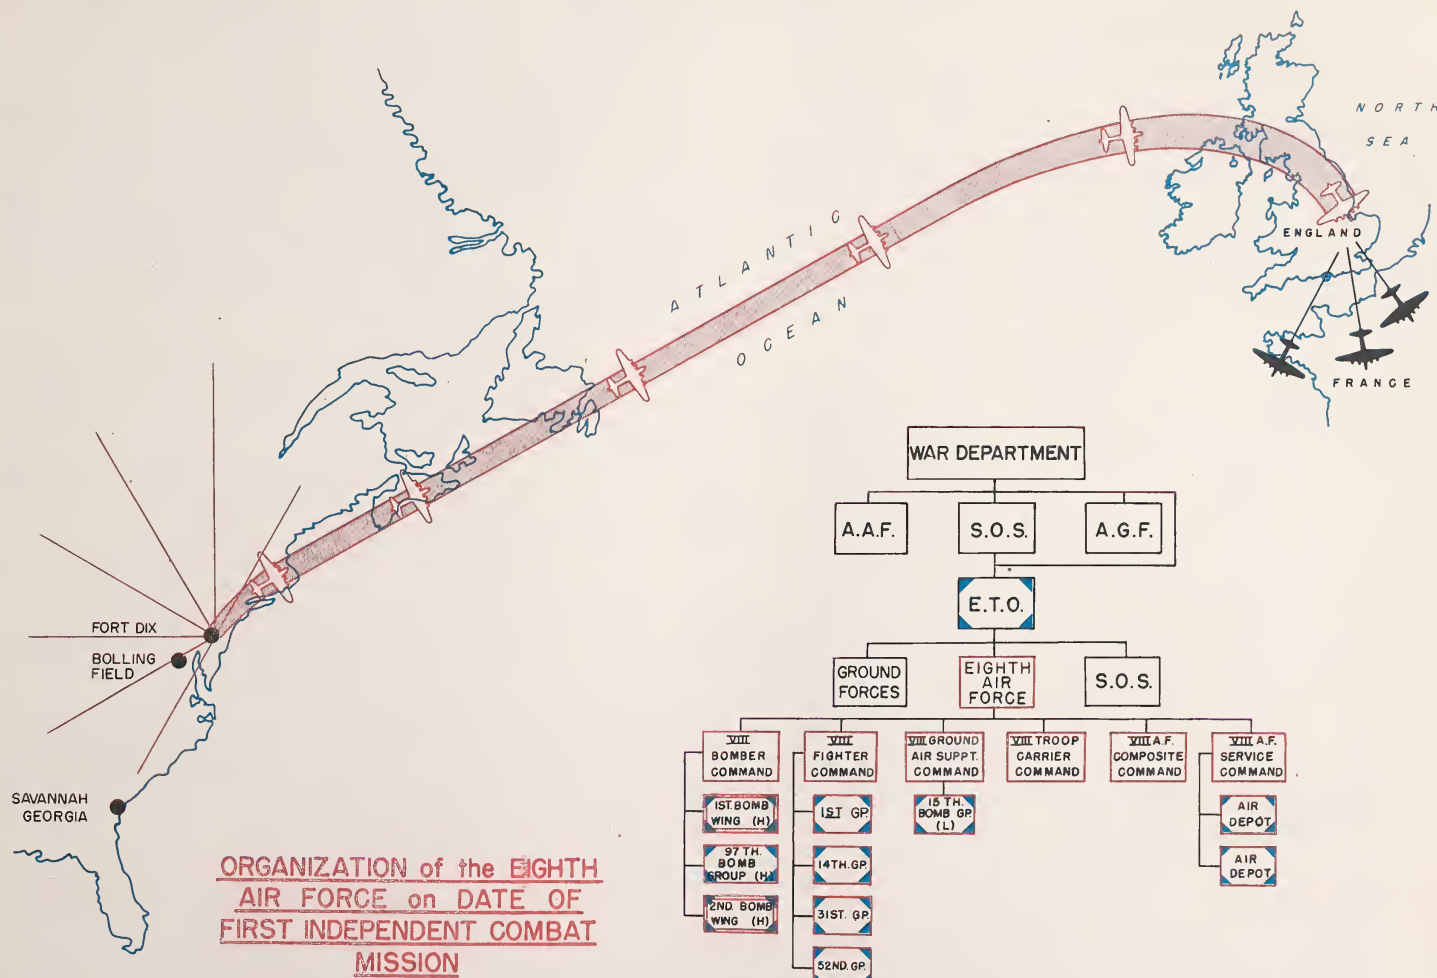 NORTH
SEA
ATLANTIC
OCEAN
ENGLAND
FRANCE
FORT DIX
BOLLING
FIELD
SAVANNAH
GEORGIA
WAR DEPARTMENT
A.A.F.
S.O.S.
A.G.F.
E.T.O.
GROUND
FORCES
EIGHTH
AIR
FORCE
S.O.S.
VIII
BOMBER
COMMAND
VIII
FIGHTER
COMMAND
VIII GROUND
AIR SUPPT.
COMMAND
VIII TROOP
CARRIER
COMMAND
VIII A.F.
COMPOSITE
COMMAND
VIII A.F.
SERVICE
COMMAND
1ST. BOMB
WING (H)
97 TH.
BOMB
GROUP (H)
2ND. BOMB
WING (H)
1ST GP.
14TH. GP.
31ST. GP.
52ND. GP.
15 TH.
BOMB GP.
(L)
AIR
DEPOT
AIR
DEPOT
ORGANIZATION of the EIGHTH
AIR FORCE on DATE OF
FIRST INDEPENDENT COMBAT
MISSION